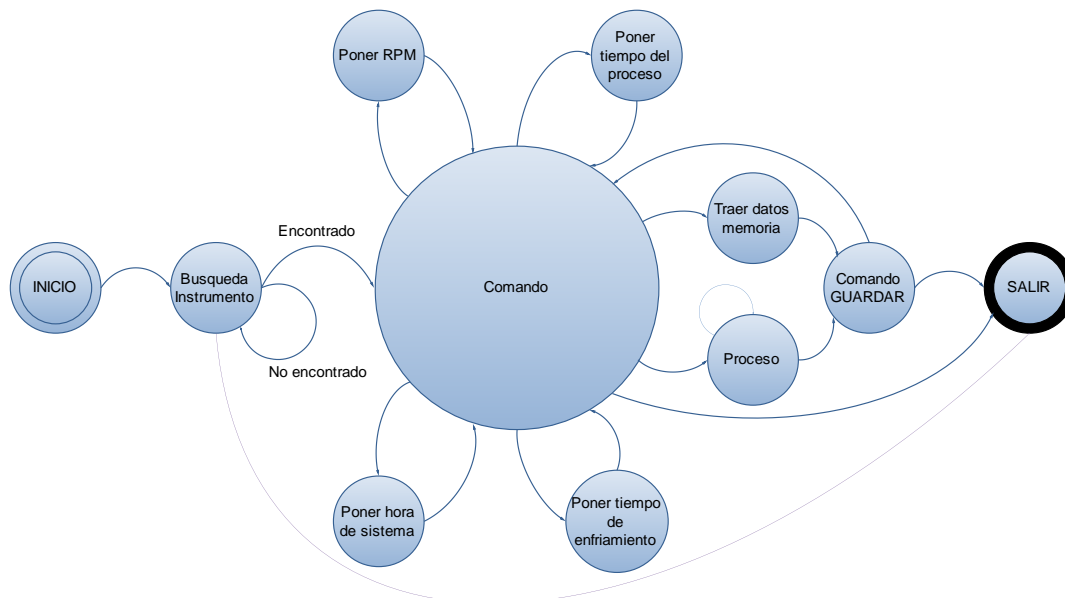 Poner RPM
Poner
tiempo del
proceso
Encontrado
Traer datos
memoria
INICIO
Busqueda
Instrumento
Comando
Comando
GUARDAR
SALIR
No encontrado
Proceso
Poner hora
de sistema
Poner tiempo
de
enfriamiento